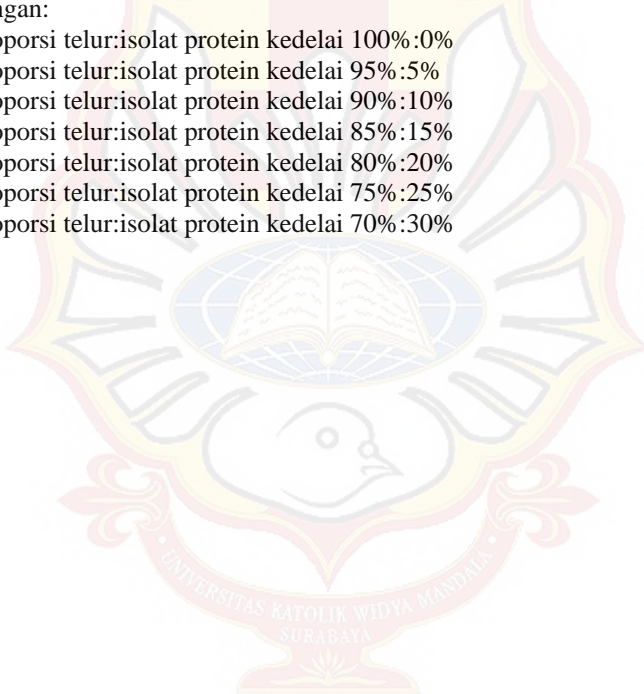 ngan:
oporsi telur:isolat protein kedelai 100%:0%
oporsi telur:isolat protein kedelai 95%:5%
oporsi telur:isolat protein kedelai 90%:10%
oporsi telur:isolat protein kedelai 85%:15%
oporsi telur:isolat protein kedelai 80%:20%
oporsi telur:isolat protein kedelai 75%:25%
oporsi telur:isolat protein kedelai 70%:30%
UNIVERSITAS KATOLIK WIDYA MANDALA
SURABAYA